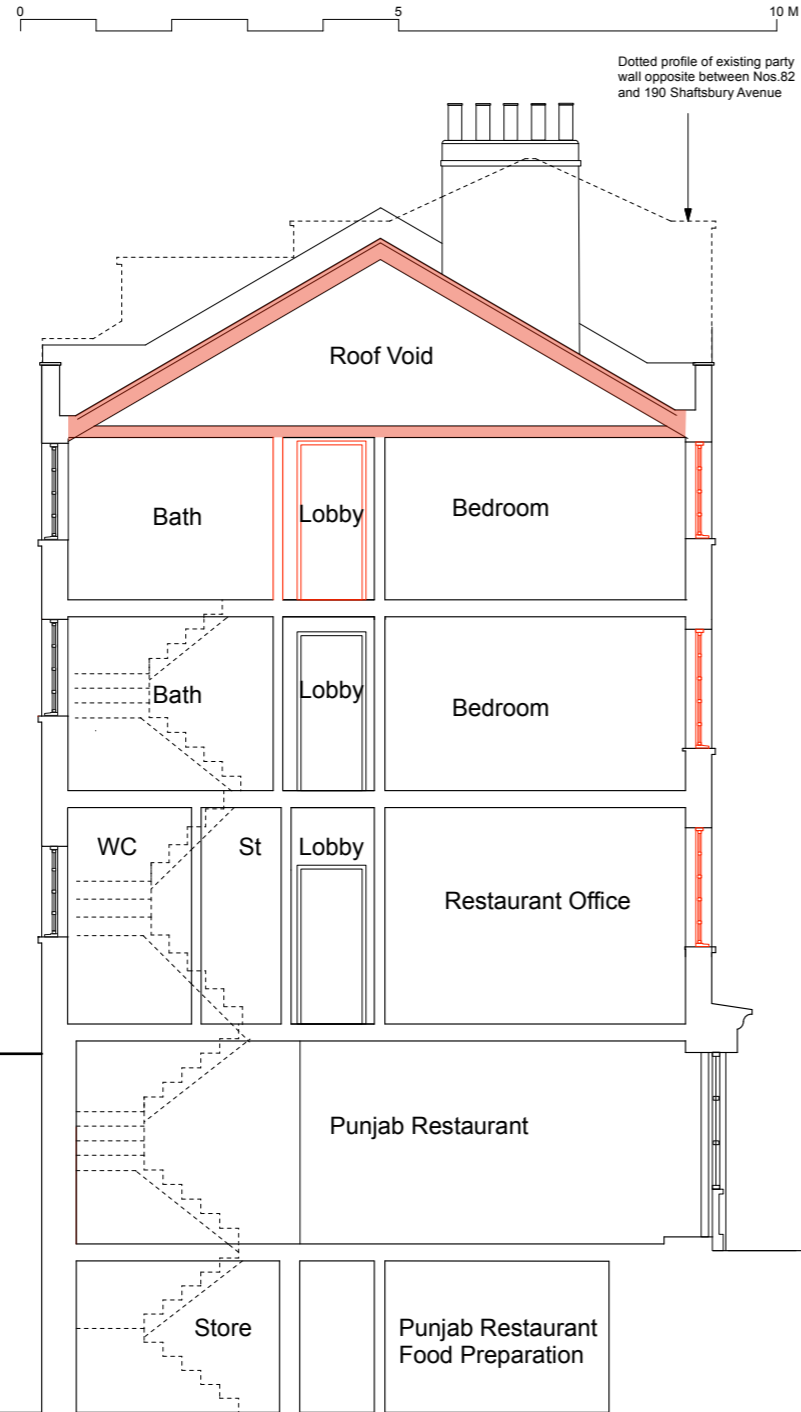 0 5 10 M
Dotted profile of existing party
wall opposite between Nos.82
and 190 Shaftsbury Avenue
Roof Void
Bath Lobby Bedroom
Bath Lobby Bedroom
WC St Lobby
Restaurant Office
Punjab Restaurant
Store Punjab Restaurant
Food Preparation